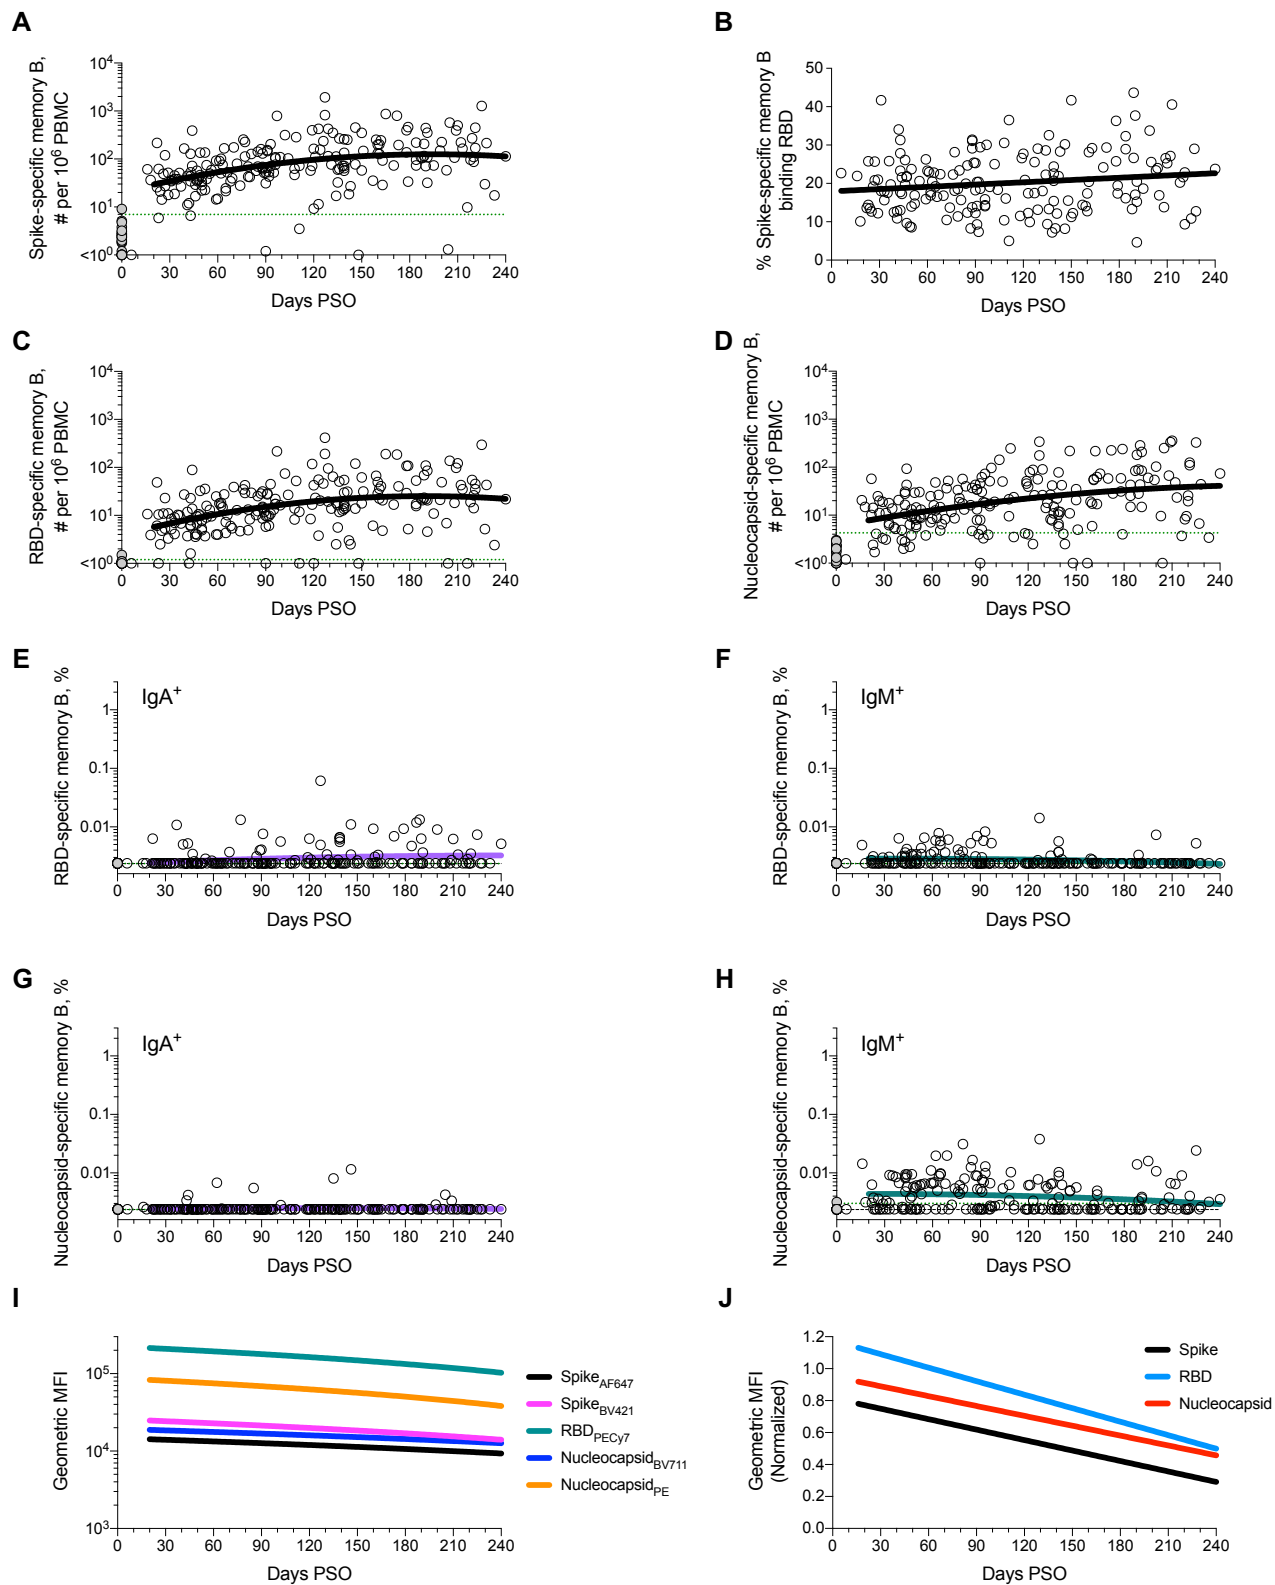 A
Spike-specific memory B,
# per 10⁶ PBMC
10⁴
10³
10²
10¹
<10⁰
0 30 60 90 120 150 180 210 240
Days PSO
B
% Spike-specific memory B
binding RBD
50
40
30
20
10
0
0 30 60 90 120 150 180 210 240
Days PSO
C
RBD-specific memory B,
# per 10⁶ PBMC
10⁴
10³
10²
10¹
<10⁰
0 30 60 90 120 150 180 210 240
Days PSO
D
Nucleocapsid-specific memory B,
# per 10⁶ PBMC
10⁴
10³
10²
10¹
<10⁰
0 30 60 90 120 150 180 210 240
Days PSO
E
RBD-specific memory B, %
IgA⁺
1
0.1
0.01
0 30 60 90 120 150 180 210 240
Days PSO
F
RBD-specific memory B, %
IgM⁺
1
0.1
0.01
0 30 60 90 120 150 180 210 240
Days PSO
G
Nucleocapsid-specific memory B, %
IgA⁺
1
0.1
0.01
0 30 60 90 120 150 180 210 240
Days PSO
H
Nucleocapsid-specific memory B, %
IgM⁺
1
0.1
0.01
0 30 60 90 120 150 180 210 240
Days PSO
I
Geometric MFI
10⁵
10⁴
10³
0 30 60 90 120 150 180 210 240
Days PSO
Spike AF647
Spike BV421
RBD PECy7
Nucleocapsid BV711
Nucleocapsid PE
J
Geometric MFI
(Normalized)
1.2
1.0
0.8
0.6
0.4
0.2
0.0
0 30 60 90 120 150 180 210 240
Days PSO
Spike
RBD
Nucleocapsid